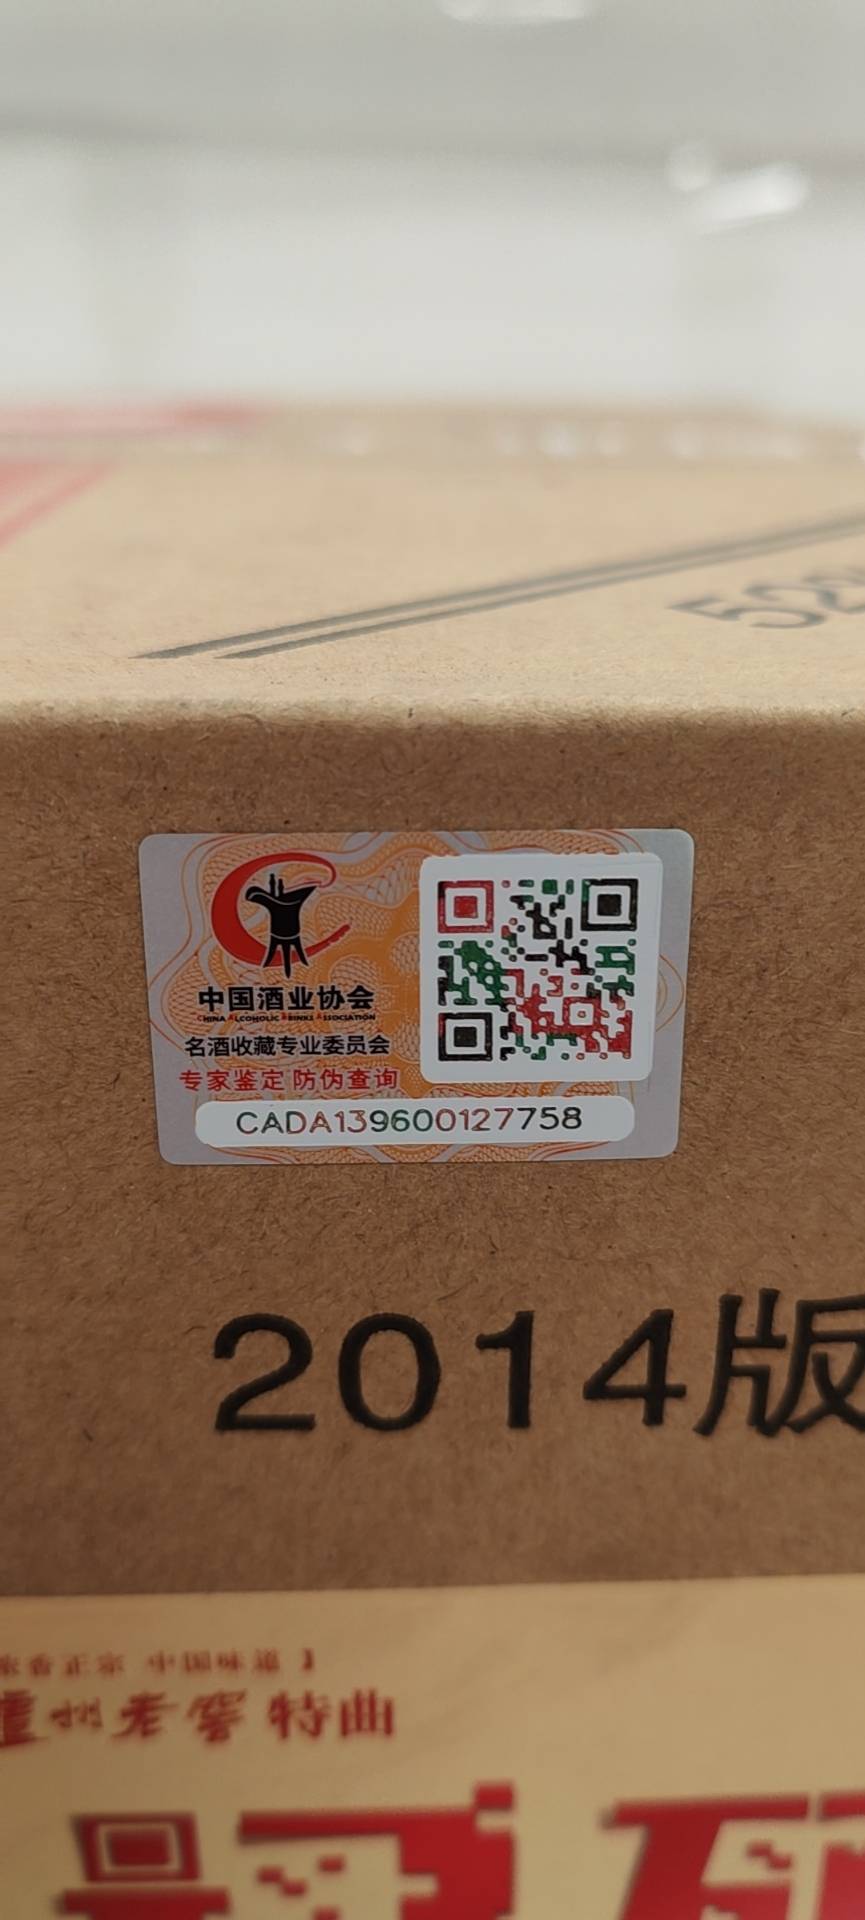 52
中国酒业协会
CHINA ALCOHOLIC DRINKS ASSOCIATION
名酒收藏专业委员会
专家鉴定 防伪查询
CADA139600127758
2014版
浓香正宗 中国味道】
泸州老窖 特曲